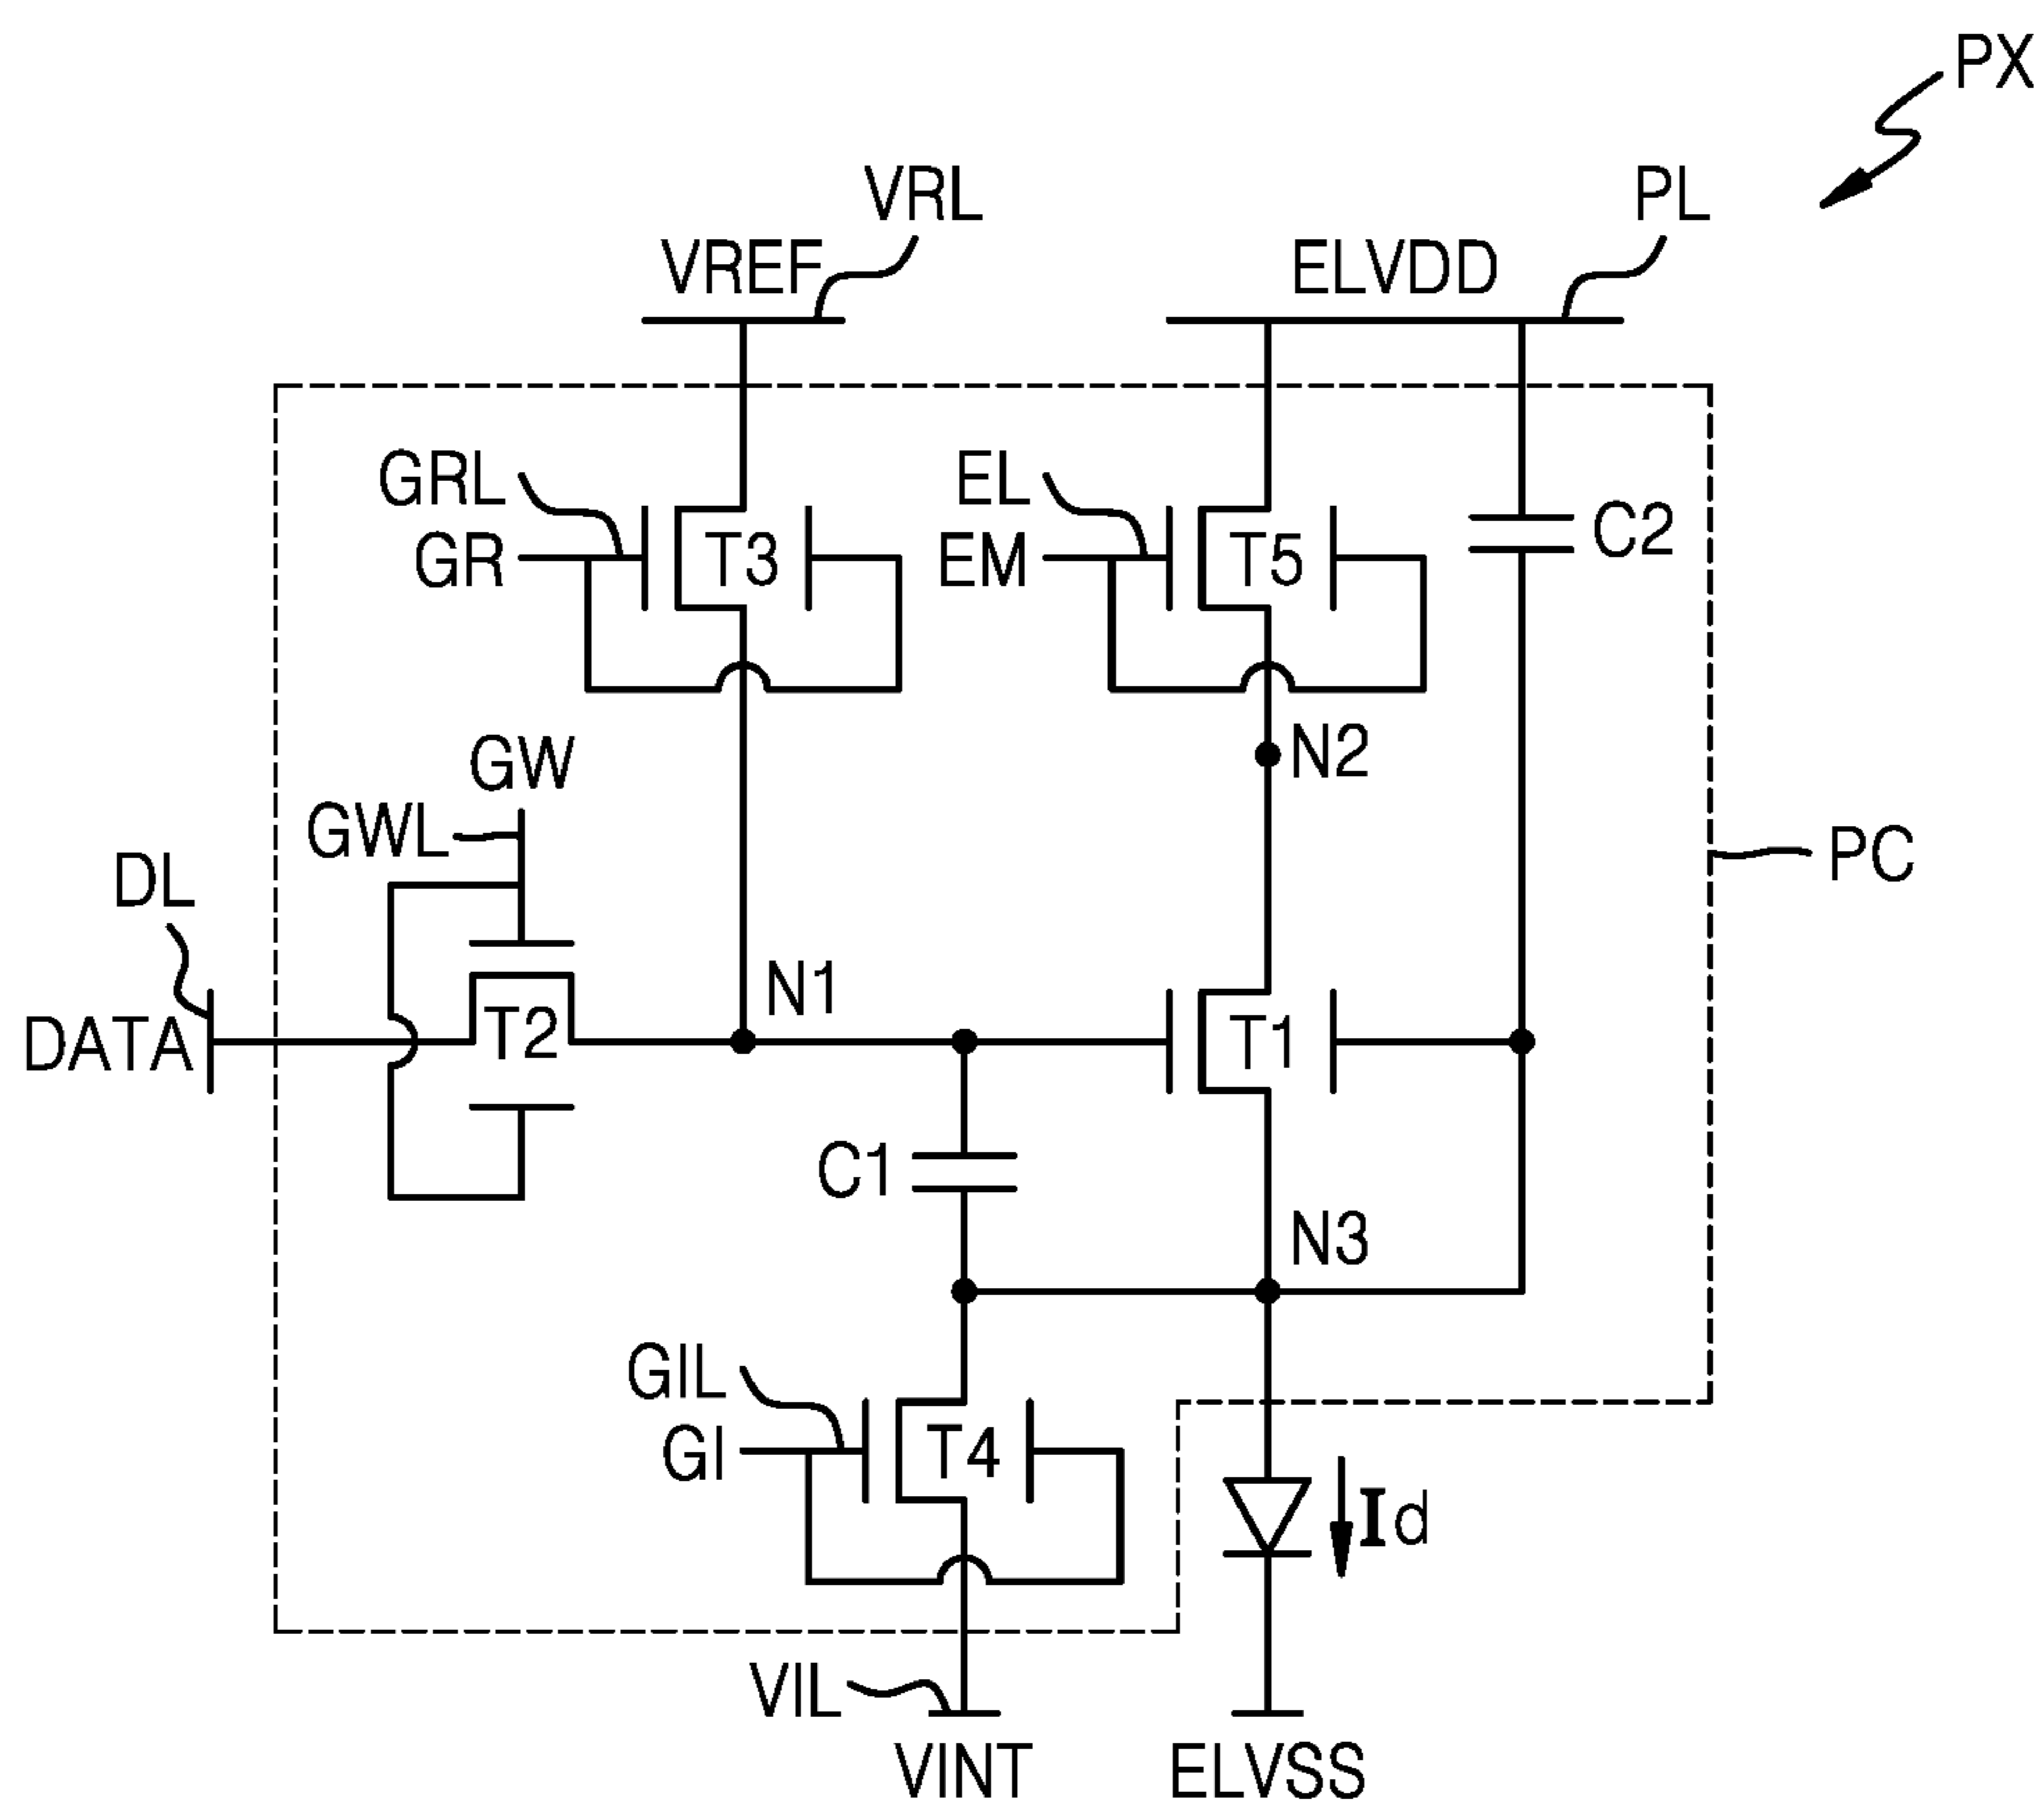 PX
VRL
PL
VREF
ELVDD
GRL
EL
C2
GR
T3
EM
T5
N2
GW
GWL
PC
DL
N1
DATA
T2
T1
C1
N3
GIL
GI
T4
Id
VIL
VINT
ELVSS